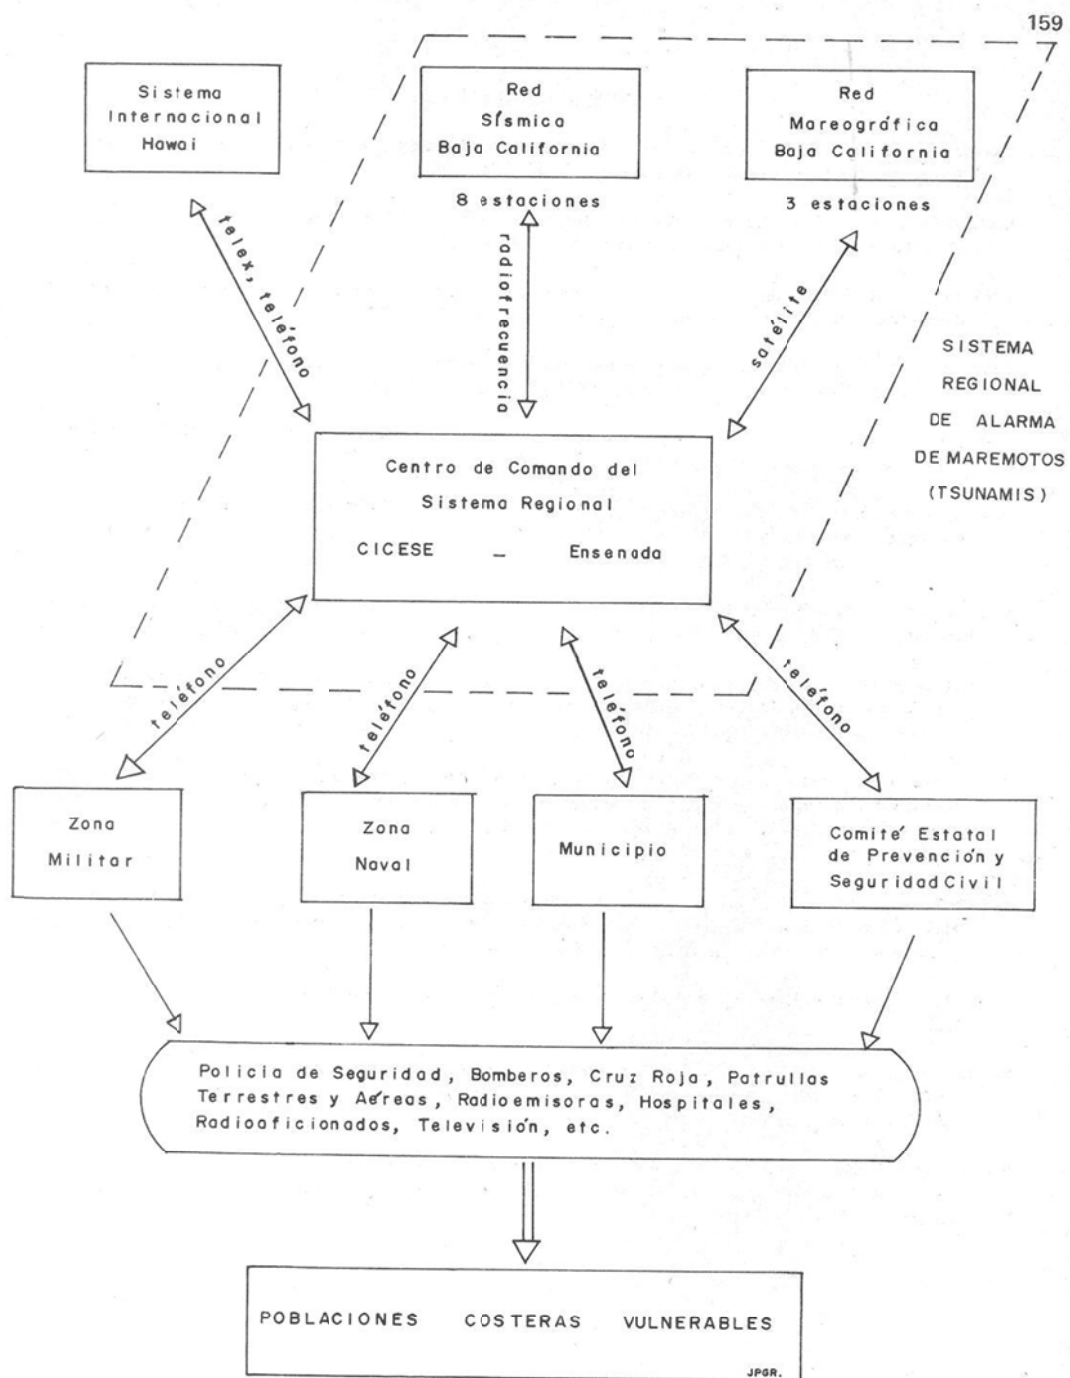 159
Sistema
Internacional
Hawai
Red
Sísmica
Baja California
8 estaciones
Red
Mareográfica
Baja California
3 estaciones
telex, teléfono
radiofrecuencia
satélite
SISTEMA
REGIONAL
DE ALARMA
DE MAREMOTOS
(TSUNAMIS)
Centro de Comando del
Sistema Regional
CICESE – Ensenada
teléfono
teléfono
teléfono
teléfono
Zona
Militar
Zona
Naval
Municipio
Comité Estatal
de Prevención y
Seguridad Civil
Policía de Seguridad, Bomberos, Cruz Roja, Patrullas
Terrestres y Aéreas, Radioemisoras, Hospitales,
Radioaficionados, Televisión, etc.
POBLACIONES COSTERAS VULNERABLES
JPGR.